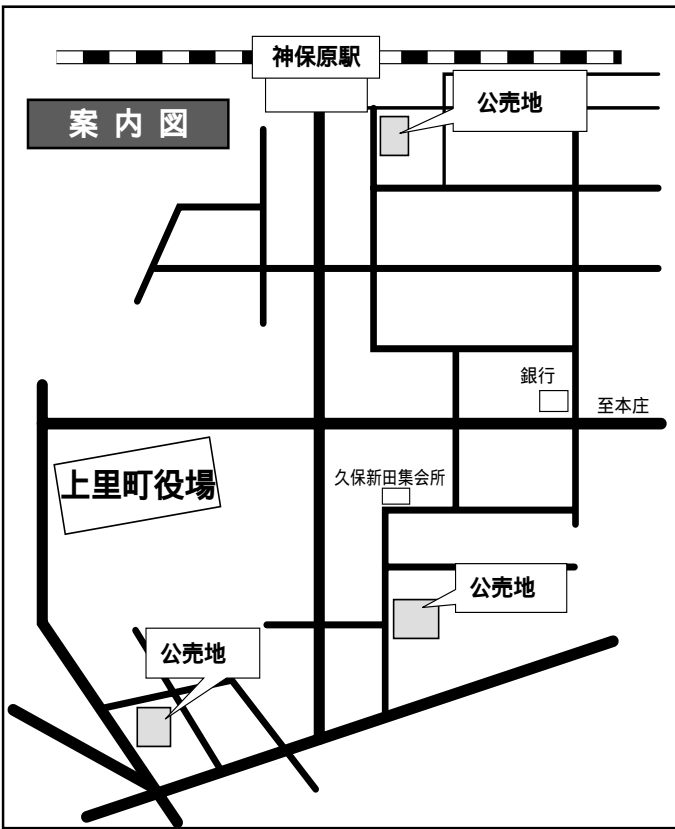 神保原駅
公売地
案内図
銀行
至本庄
上里町役場
久保新田集会所
公売地
公売地